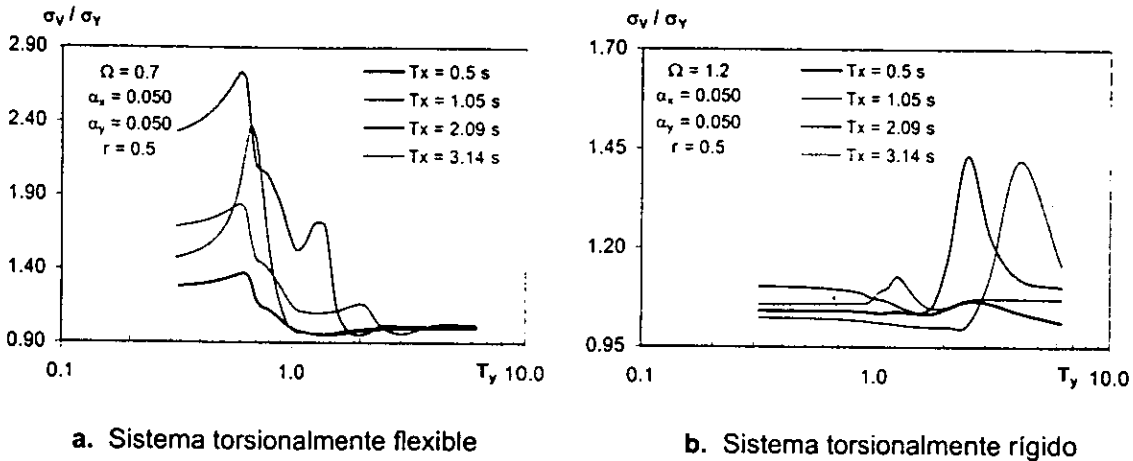 σV / σY
2.90
2.40
1.90
1.40
0.90
0.1
1.0
Ty
10.0
Ω = 0.7
αx = 0.050
αy = 0.050
r = 0.5
Tx = 0.5 s
Tx = 1.05 s
Tx = 2.09 s
Tx = 3.14 s
a. Sistema torsionalmente flexible
σV / σY
1.70
1.45
1.20
0.95
0.1
1.0
Ty
10.0
Ω = 1.2
αx = 0.050
αy = 0.050
r = 0.5
Tx = 0.5 s
Tx = 1.05 s
Tx = 2.09 s
Tx = 3.14 s
b. Sistema torsionalmente rígido